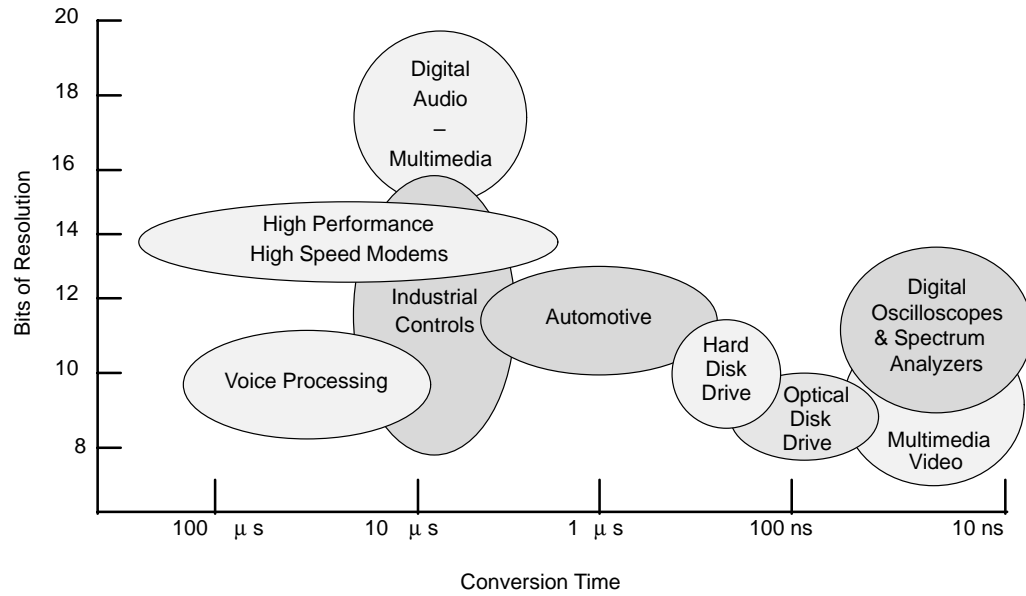 20
18
16
14
12
10
8
Bits of Resolution
Digital
Audio
–
Multimedia
High Performance
High Speed Modems
Industrial
Controls
Automotive
Voice Processing
Hard
Disk
Drive
Optical
Disk
Drive
Digital
Oscilloscopes
& Spectrum
Analyzers
Multimedia
Video
100 μ s
10 μ s
1 μ s
100 ns
10 ns
Conversion Time